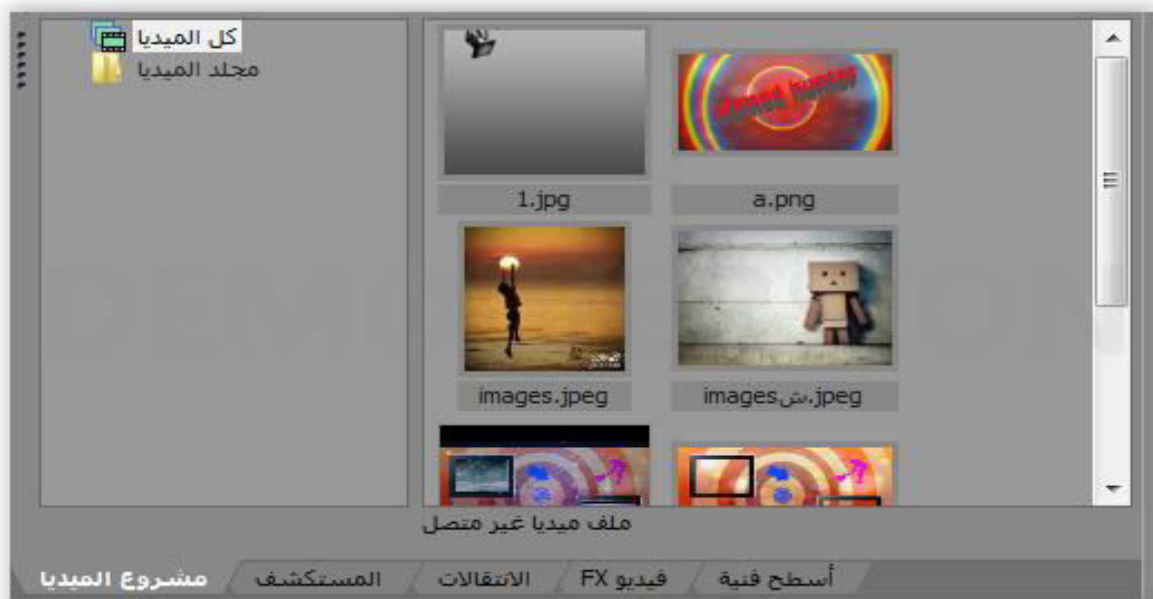 كل الميديا
مجلد الميديا
1.jpg
a.png
images.jpeg
imagesش.jpeg
ملف ميديا غير متصل
مشروع الميديا
المستكشف
الانتقالات
فيديو FX
أسطح فنية